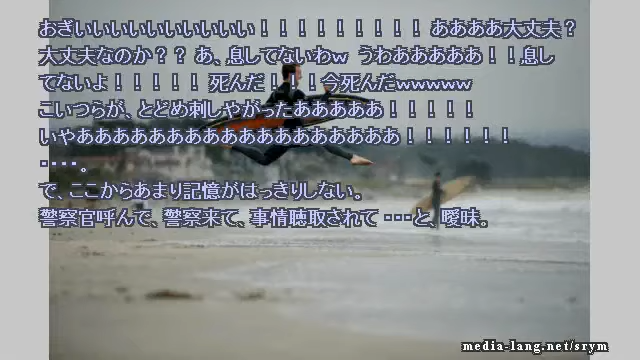 おぎいいいいいいいいいい！！！！！！！！！ ああああ大丈夫？
大丈夫なのか？？ あ、息してないわｗ うわあああああ！！息し
てないよ！！！！！ 死んだ！！！今死んだｗｗｗｗｗ
こいつらが、とどめ刺しやがったあああああ！！！！！
いやああああああああああああああああああ！！！！！！
・・・・。
で、ここからあまり記憶がはっきりしない。
警察官呼んで、警察来て、事情聴取されて ・・・と、曖昧。
media-lang.net/srym